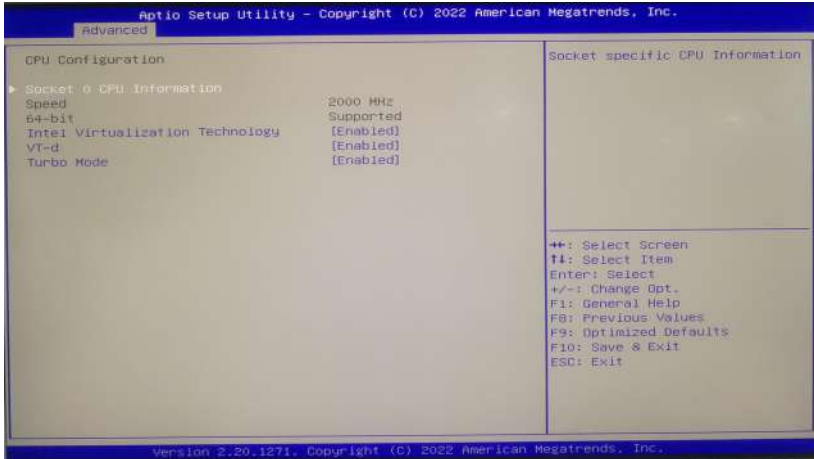 Aptio Setup Utility - Copyright (C) 2022 American Megatrends, Inc.
Advanced
CPU Configuration
Socket specific CPU Information
▶ Socket 0 CPU Information
Speed 2000 MHz
64-bit Supported
Intel Virtualization Technology [Enabled]
VT-d [Enabled]
Turbo Mode [Enabled]
→←: Select Screen
↑↓: Select Item
Enter: Select
+/-: Change Opt.
F1: General Help
F8: Previous Values
F9: Optimized Defaults
F10: Save & Exit
ESC: Exit
Version 2.20.1271. Copyright (C) 2022 American Megatrends, Inc.